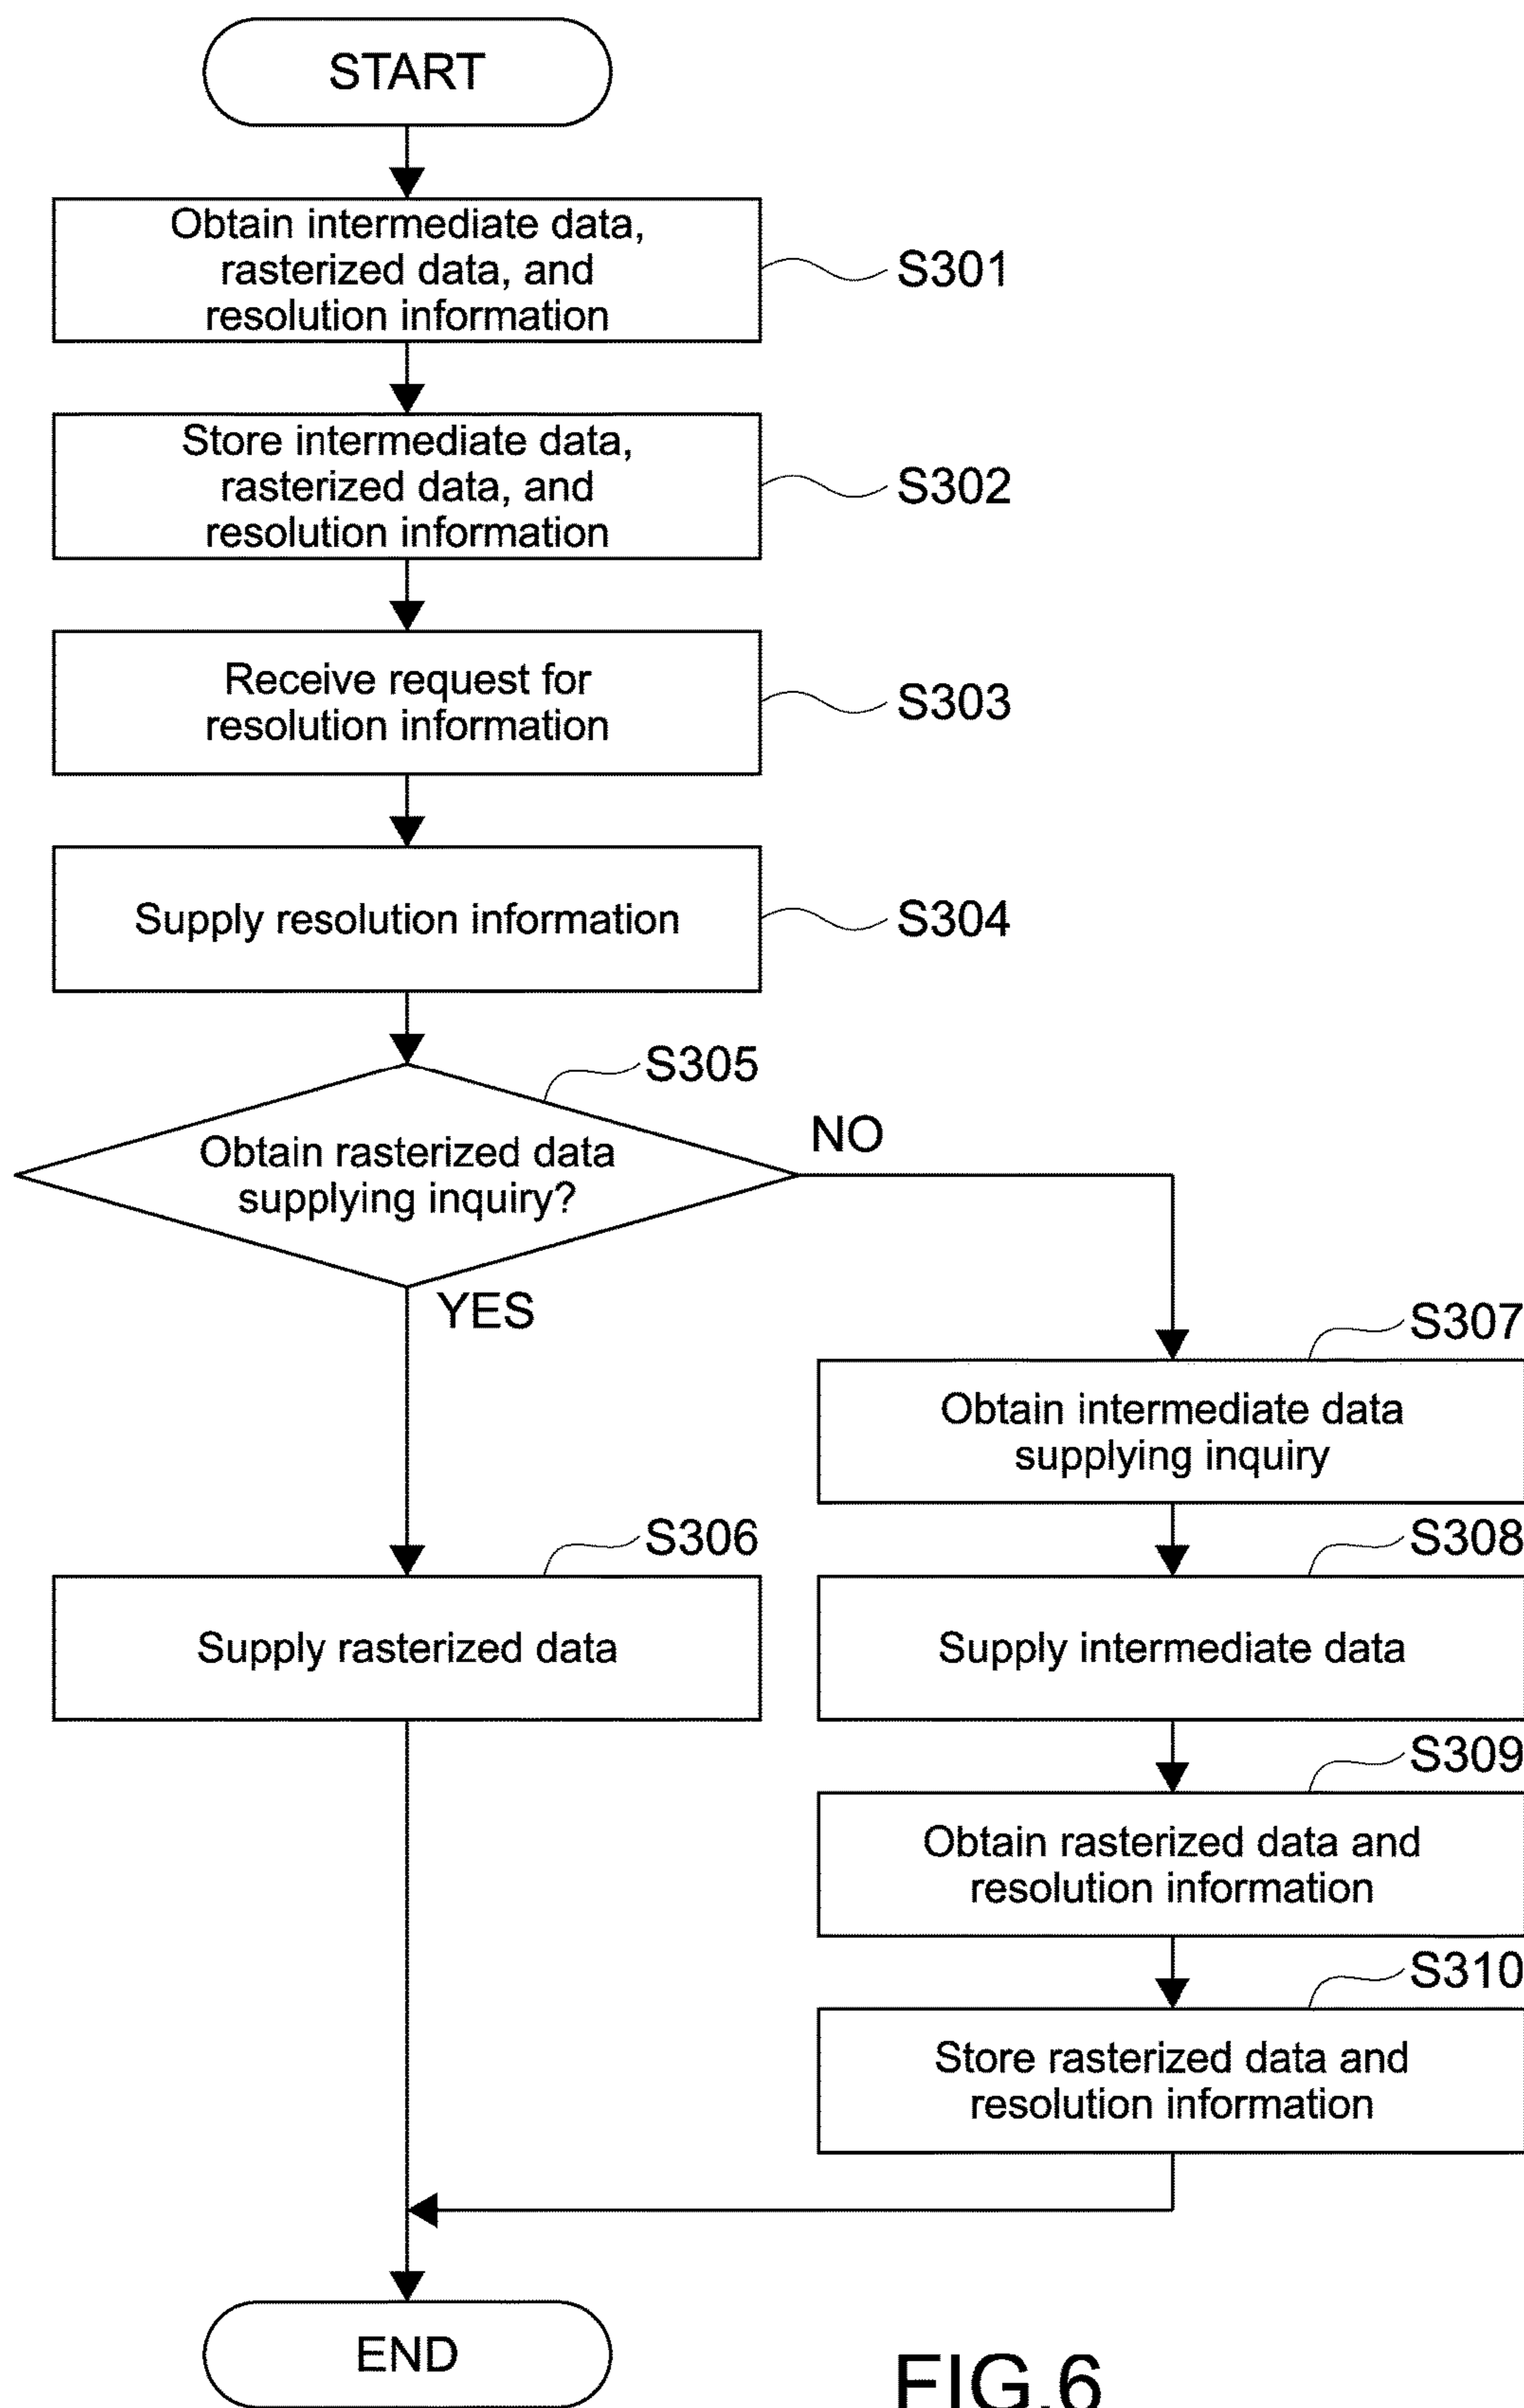 START
Obtain intermediate data,
rasterized data, and
resolution information
S301
Store intermediate data,
rasterized data, and
resolution information
S302
Receive request for
resolution information
S303
Supply resolution information
S304
S305
Obtain rasterized data
supplying inquiry?
NO
YES
S306
Supply rasterized data
S307
Obtain intermediate data
supplying inquiry
S308
Supply intermediate data
S309
Obtain rasterized data and
resolution information
S310
Store rasterized data and
resolution information
END
FIG.6